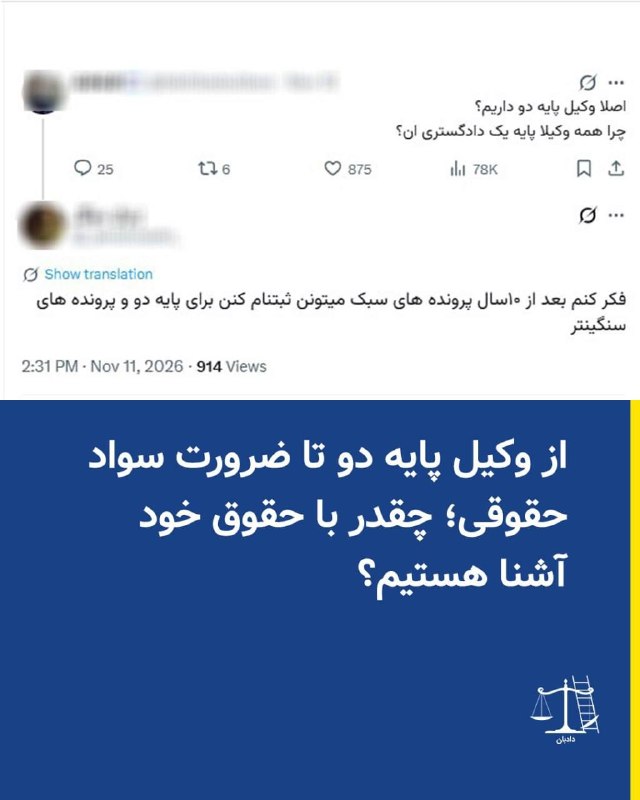 اصلا وکیل پایه دو داریم؟
چرا همه وکیلا پایه یک دادگستری ان؟
25 6 875 78K
Show translation
فکر کنم بعد از ۱۰سال پرونده های سبک میتونن ثبتنام کنن برای پایه دو و پرونده های
سنگینتر
2:31 PM · Nov 11, 2026 · 914 Views
از وکیل پایه دو تا ضرورت سواد
حقوقی؛ چقدر با حقوق خود
آشنا هستیم؟
دادبان